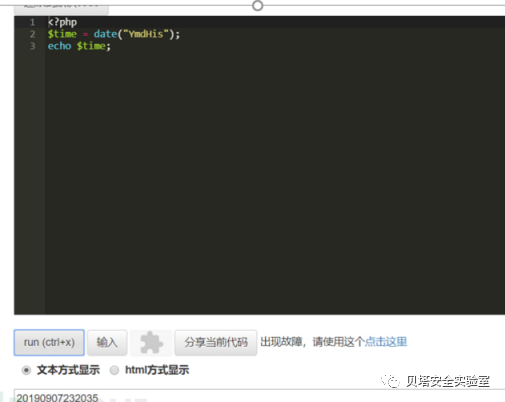 1 <?php
2 $time = date("YmdHis");
3 echo $time;
run (ctrl+x) 输入 分享当前代码 出现故障，请使用这个点击这里
文本方式显示 html方式显示
贝塔安全实验室
20190907232035